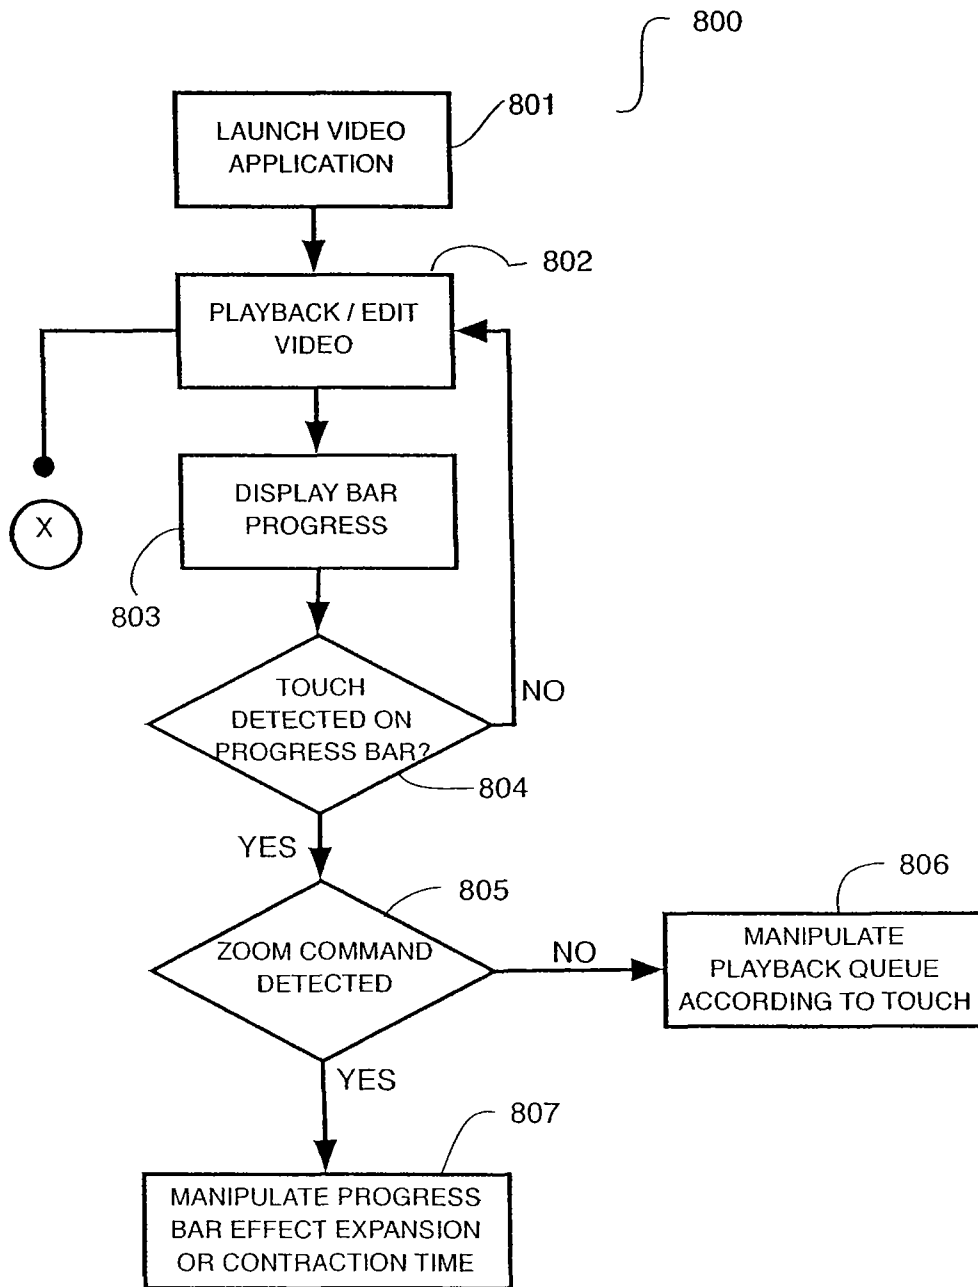 800
801
LAUNCH VIDEO
APPLICATION
802
PLAYBACK / EDIT
VIDEO
DISPLAY BAR
PROGRESS
X
803
TOUCH
DETECTED ON
PROGRESS BAR?
NO
804
YES
805
806
ZOOM COMMAND
DETECTED
NO
MANIPULATE
PLAYBACK QUEUE
ACCORDING TO TOUCH
YES
807
MANIPULATE PROGRESS
BAR EFFECT EXPANSION
OR CONTRACTION TIME